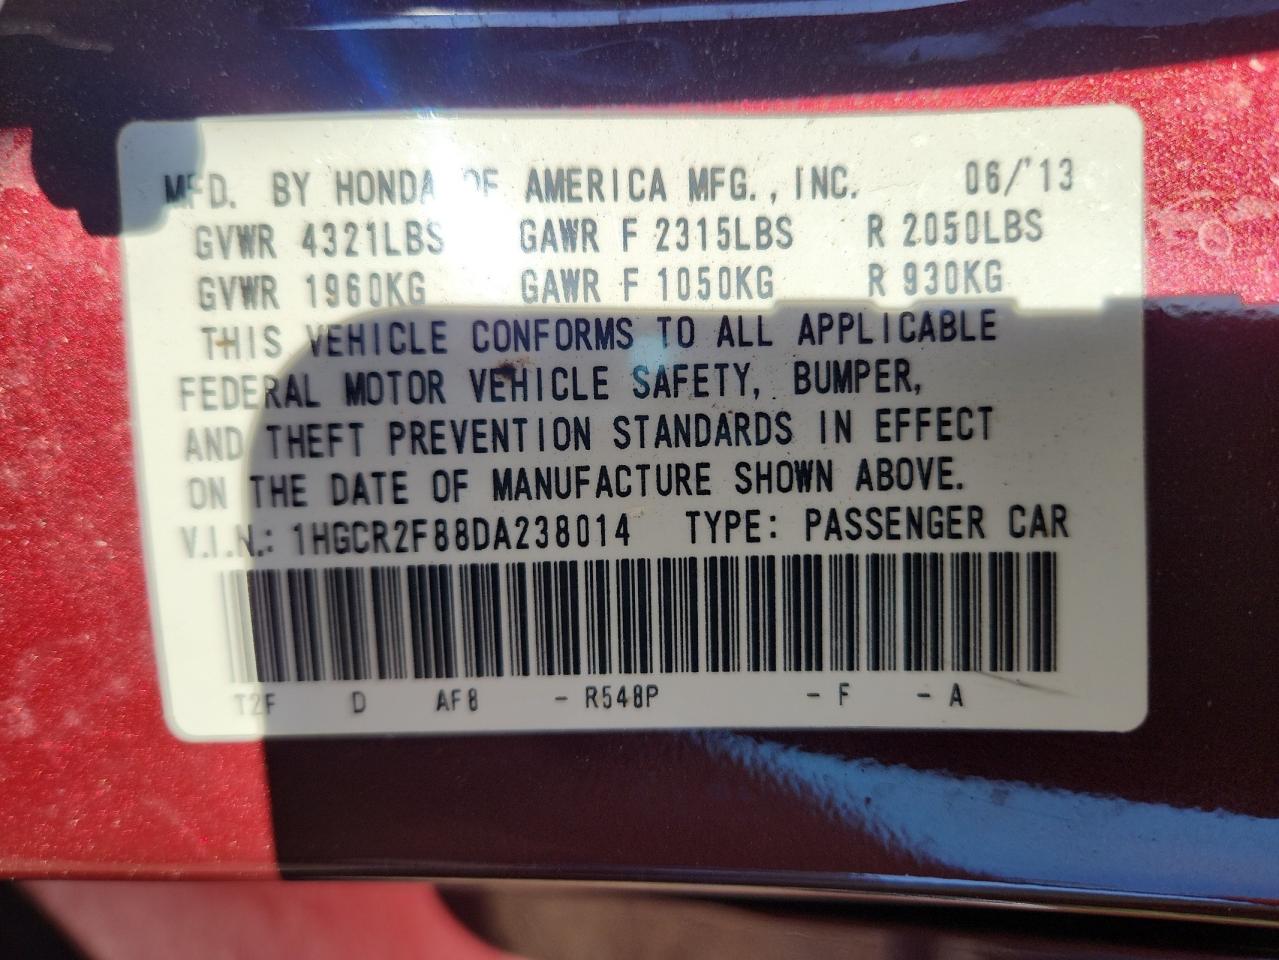 MFD. BY HONDA OF AMERICA MFG., INC. 06/'13
GVWR 4321LBS GAWR F 2315LBS R 2050LBS
GVWR 1960KG GAWR F 1050KG R 930KG
THIS VEHICLE CONFORMS TO ALL APPLICABLE
FEDERAL MOTOR VEHICLE SAFETY, BUMPER,
AND THEFT PREVENTION STANDARDS IN EFFECT
ON THE DATE OF MANUFACTURE SHOWN ABOVE.
V.I.N.: 1HGCR2F88DA238014 TYPE: PASSENGER CAR
T2F D AF8 - R548P - F - A